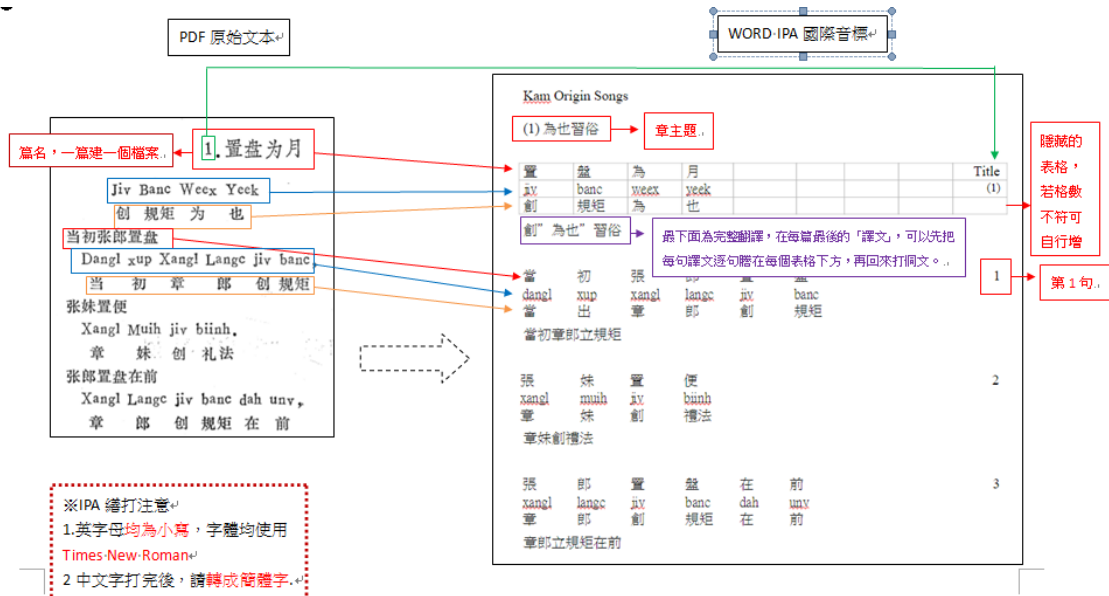 PDF 原始文本
WORD·IPA 國際音標
1.置盘为月
Jiv Banc Weex Yeek
创 规矩 为 也
当初张郎置盘
Dangl xup Xangl Langc jiv banc
当 初 章 郎 创 规矩
张妹置便
Xangl Muih jiv biinh.
章 妹 创 礼法
张郎置盘在前
Xangl Langc jiv banc dah unv,
章 郎 创 规矩 在 前
篇名，一篇建一個檔案
※IPA 繕打注意
1.英字母均為小寫，字體均使用
Times·New·Roman
2 中文字打完後，請轉成簡體字.
Kam Origin Songs
(1) 為也習俗
章主題
置 盤 為 月 Title
jiv banc weex yeek (1)
創 規矩 為 也
創”為也”習俗
最下面為完整翻譯，在每篇最後的「譯文」，可以先把
每句譯文逐句謄在每個表格下方，再回來打侗文。
當 初 張 郎 置 盤 1
dangl xup xangl langc jiv banc
當 出 章 郎 創 規矩
當初章郎立規矩
張 妹 置 便 2
xangl muih jiv biinh
章 妹 創 禮法
章妹創禮法
張 郎 置 盤 在 前 3
xangl langc jiv banc dah unv
章 郎 創 規矩 在 前
章郎立規矩在前
隱藏的
表格，
若格數
不符可
自行增
第 1 句